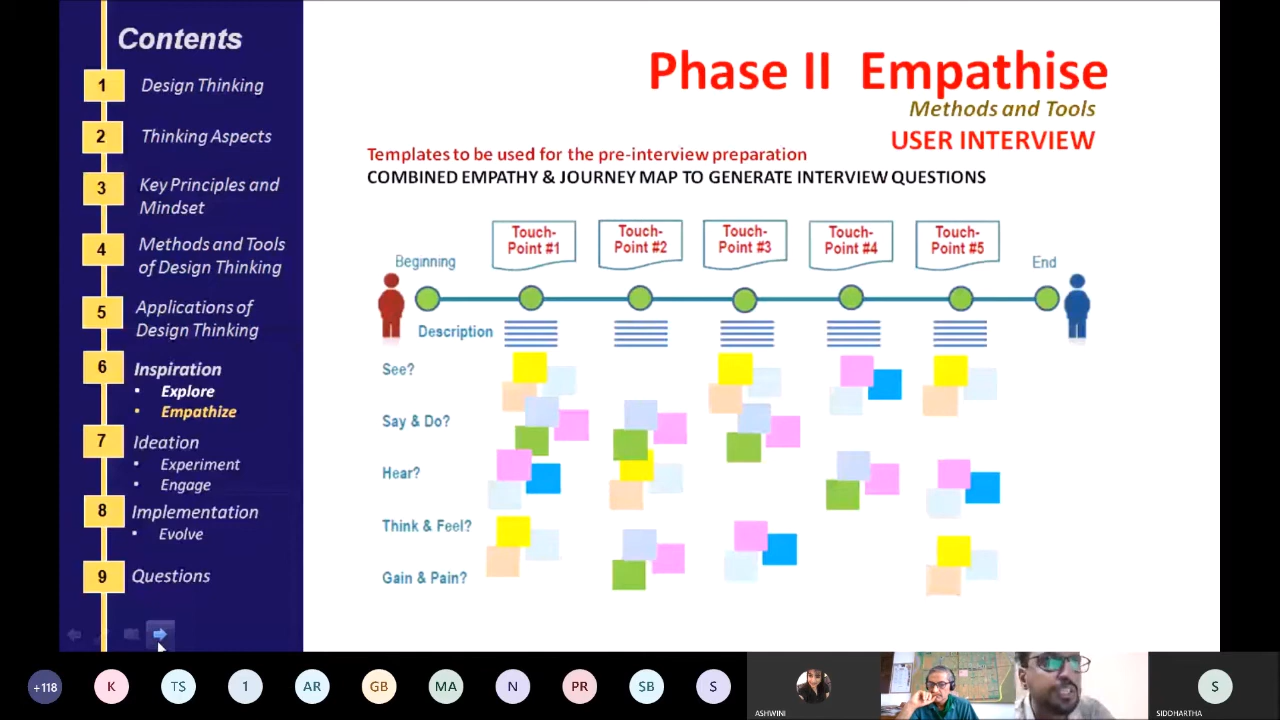 Contents
1
Design Thinking
2
Thinking Aspects
3
Key Principles and
Mindset
4
Methods and Tools
of Design Thinking
5
Applications of
Design Thinking
6
Inspiration
• Explore
• Empathize
7
Ideation
• Experiment
• Engage
8
Implementation
• Evolve
9
Questions
Phase II Empathise
Methods and Tools
USER INTERVIEW
Templates to be used for the pre-interview preparation
COMBINED EMPATHY & JOURNEY MAP TO GENERATE INTERVIEW QUESTIONS
Touch-
Point #1
Touch-
Point #2
Touch-
Point #3
Touch-
Point #4
Touch-
Point #5
Beginning
End
Description
See?
Say & Do?
Hear?
Think & Feel?
Gain & Pain?
+118
K
TS
1
AR
GB
MA
N
PR
SB
S
ASHWINI
S
SIDDHARTHA